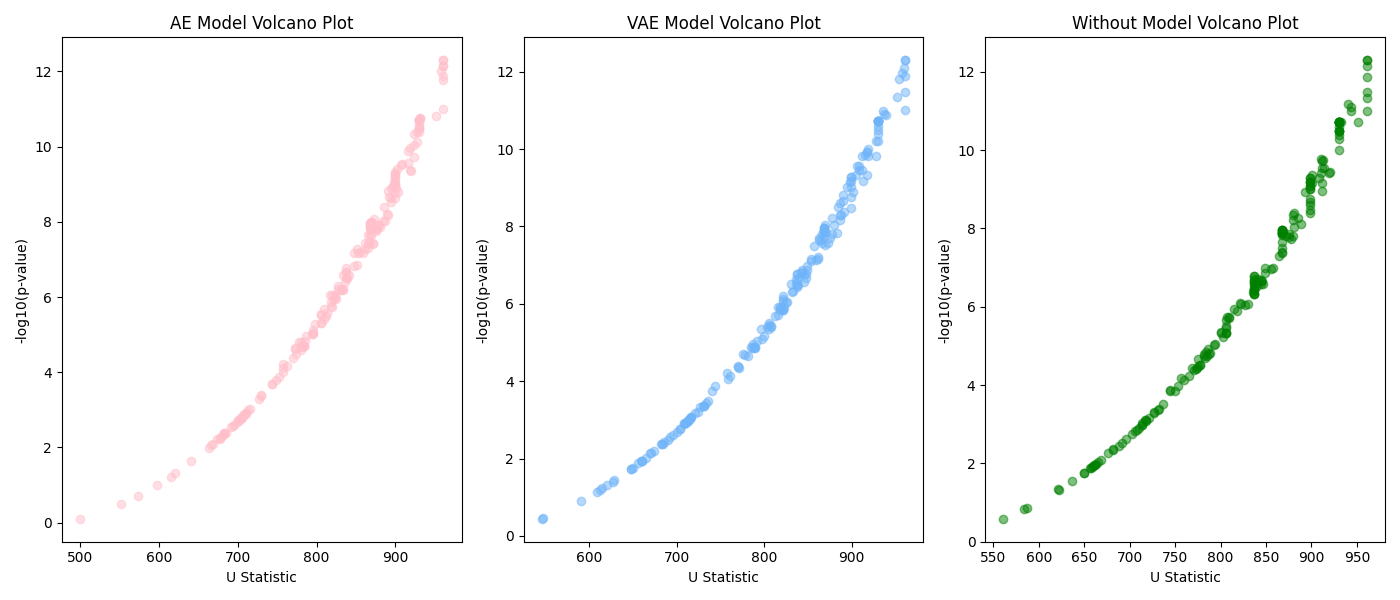 AE Model Volcano Plot
-log10(p-value)
12
10
8
6
4
2
0
500 600 700 800 900
U Statistic
VAE Model Volcano Plot
-log10(p-value)
12
10
8
6
4
2
0
600 700 800 900
U Statistic
Without Model Volcano Plot
-log10(p-value)
12
10
8
6
4
2
0
550 600 650 700 750 800 850 900 950
U Statistic